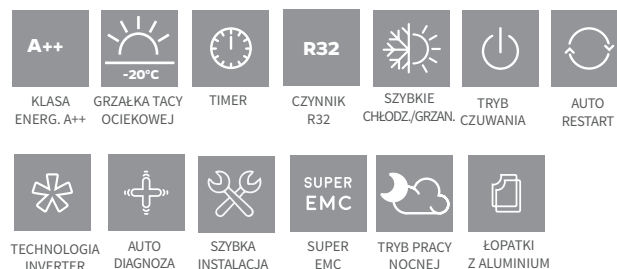 A++
-20°C
R32
KLASA
ENERG. A++
GRZAŁKA TACY
OCIEKOWEJ
TIMER
CZYNNIK
R32
SZYBKIE
CHŁODZ./GRZAN.
TRYB
CZUWANIA
AUTO
RESTART
SUPER
EMC
TECHNOLOGIA
INVERTER
AUTO
DIAGNOZA
SZYBKA
INSTALACJA
SUPER
EMC
TRYB PRACY
NOCNEJ
ŁOPATKI
Z ALUMINIUM